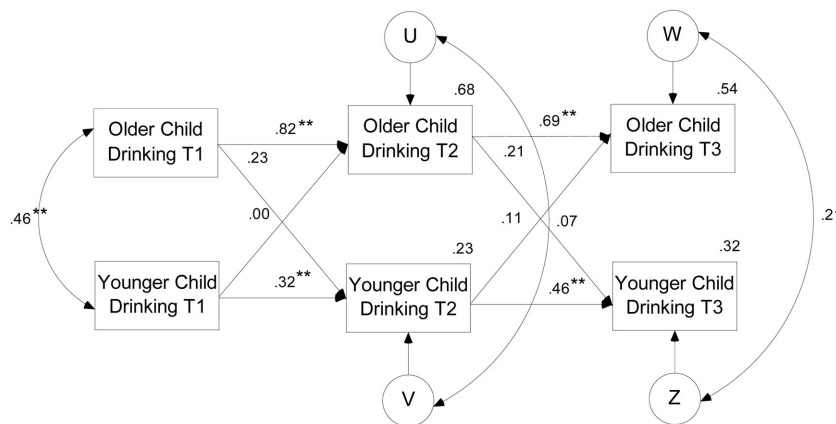 U
W
.68
.54
Older Child
Drinking T1
.82**
Older Child
Drinking T2
.69**
Older Child
Drinking T3
.23
.21
.46**
.00
.11
.07
.21
.23
.32
Younger Child
Drinking T1
.32**
Younger Child
Drinking T2
.46**
Younger Child
Drinking T3
V
Z